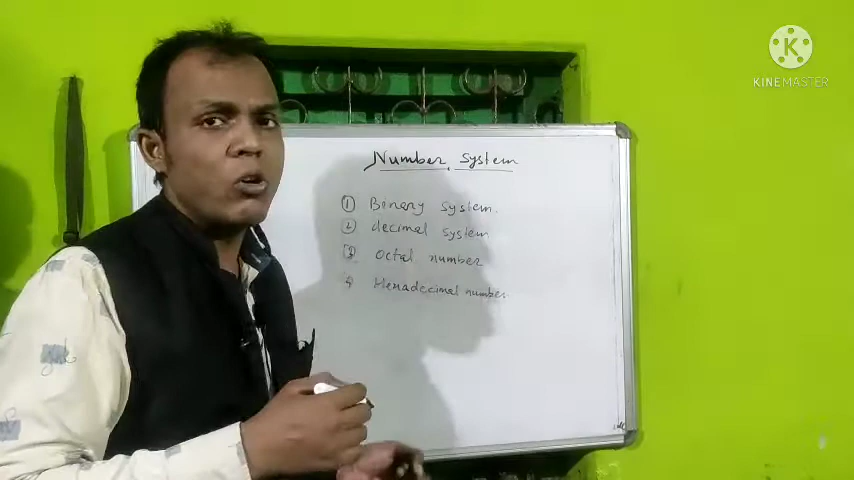 Number System
① Bonary system.
② decimal system
③ Octal number
4 Hexadecimal number
KINEMASTER